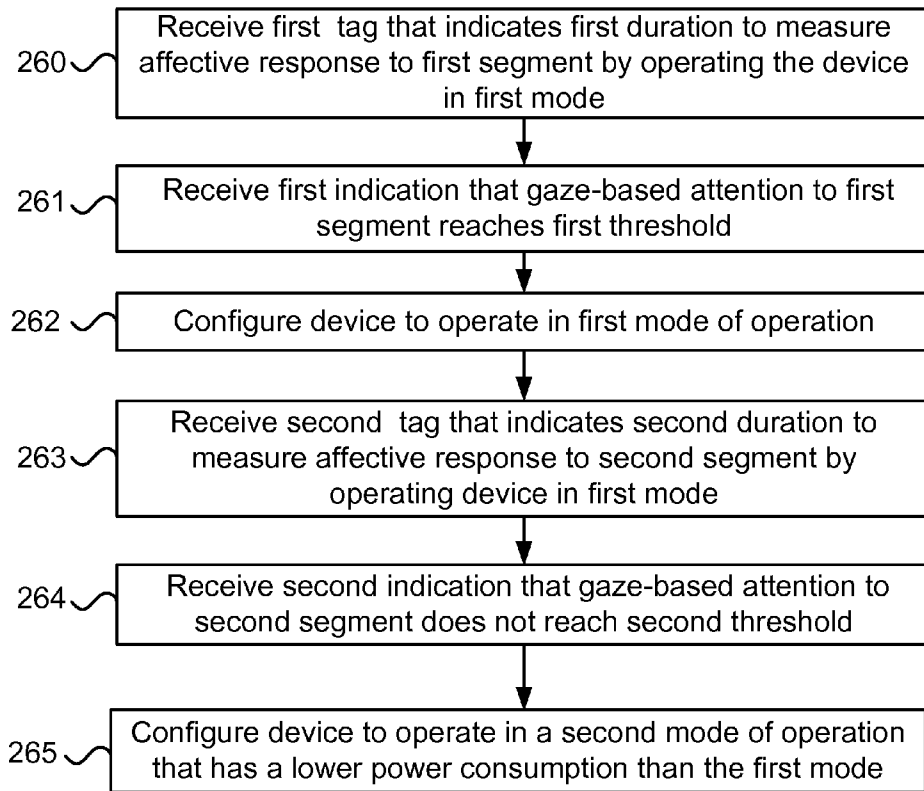 260
Receive first tag that indicates first duration to measure
affective response to first segment by operating the device
in first mode
261
Receive first indication that gaze-based attention to first
segment reaches first threshold
262
Configure device to operate in first mode of operation
263
Receive second tag that indicates second duration to
measure affective response to second segment by
operating device in first mode
264
Receive second indication that gaze-based attention to
second segment does not reach second threshold
265
Configure device to operate in a second mode of operation
that has a lower power consumption than the first mode